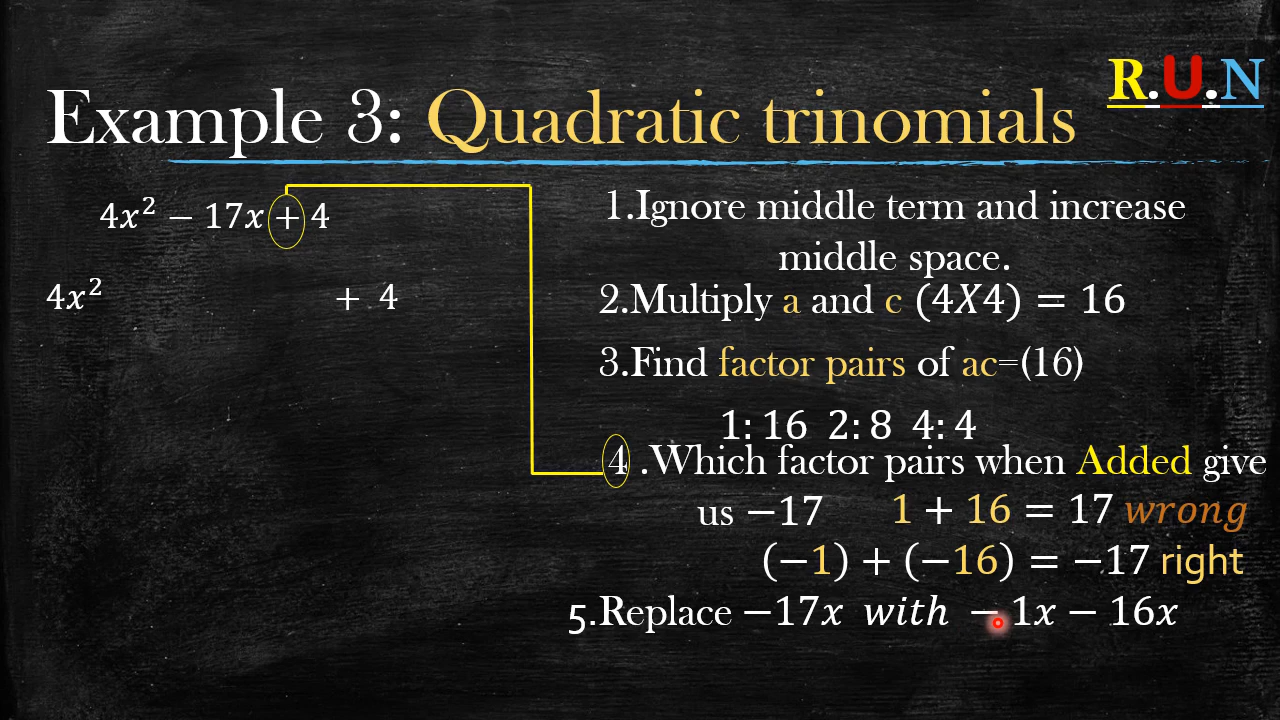 R.U.N
Example 3: Quadratic trinomials
4x² − 17x + 4
4x² + 4
1.Ignore middle term and increase
middle space.
2.Multiply a and c (4X4) = 16
3.Find factor pairs of ac=(16)
1: 16 2: 8 4: 4
4 .Which factor pairs when Added give
us −17 1 + 16 = 17 wrong
(−1) + (−16) = −17 right
5.Replace −17x with − 1x − 16x